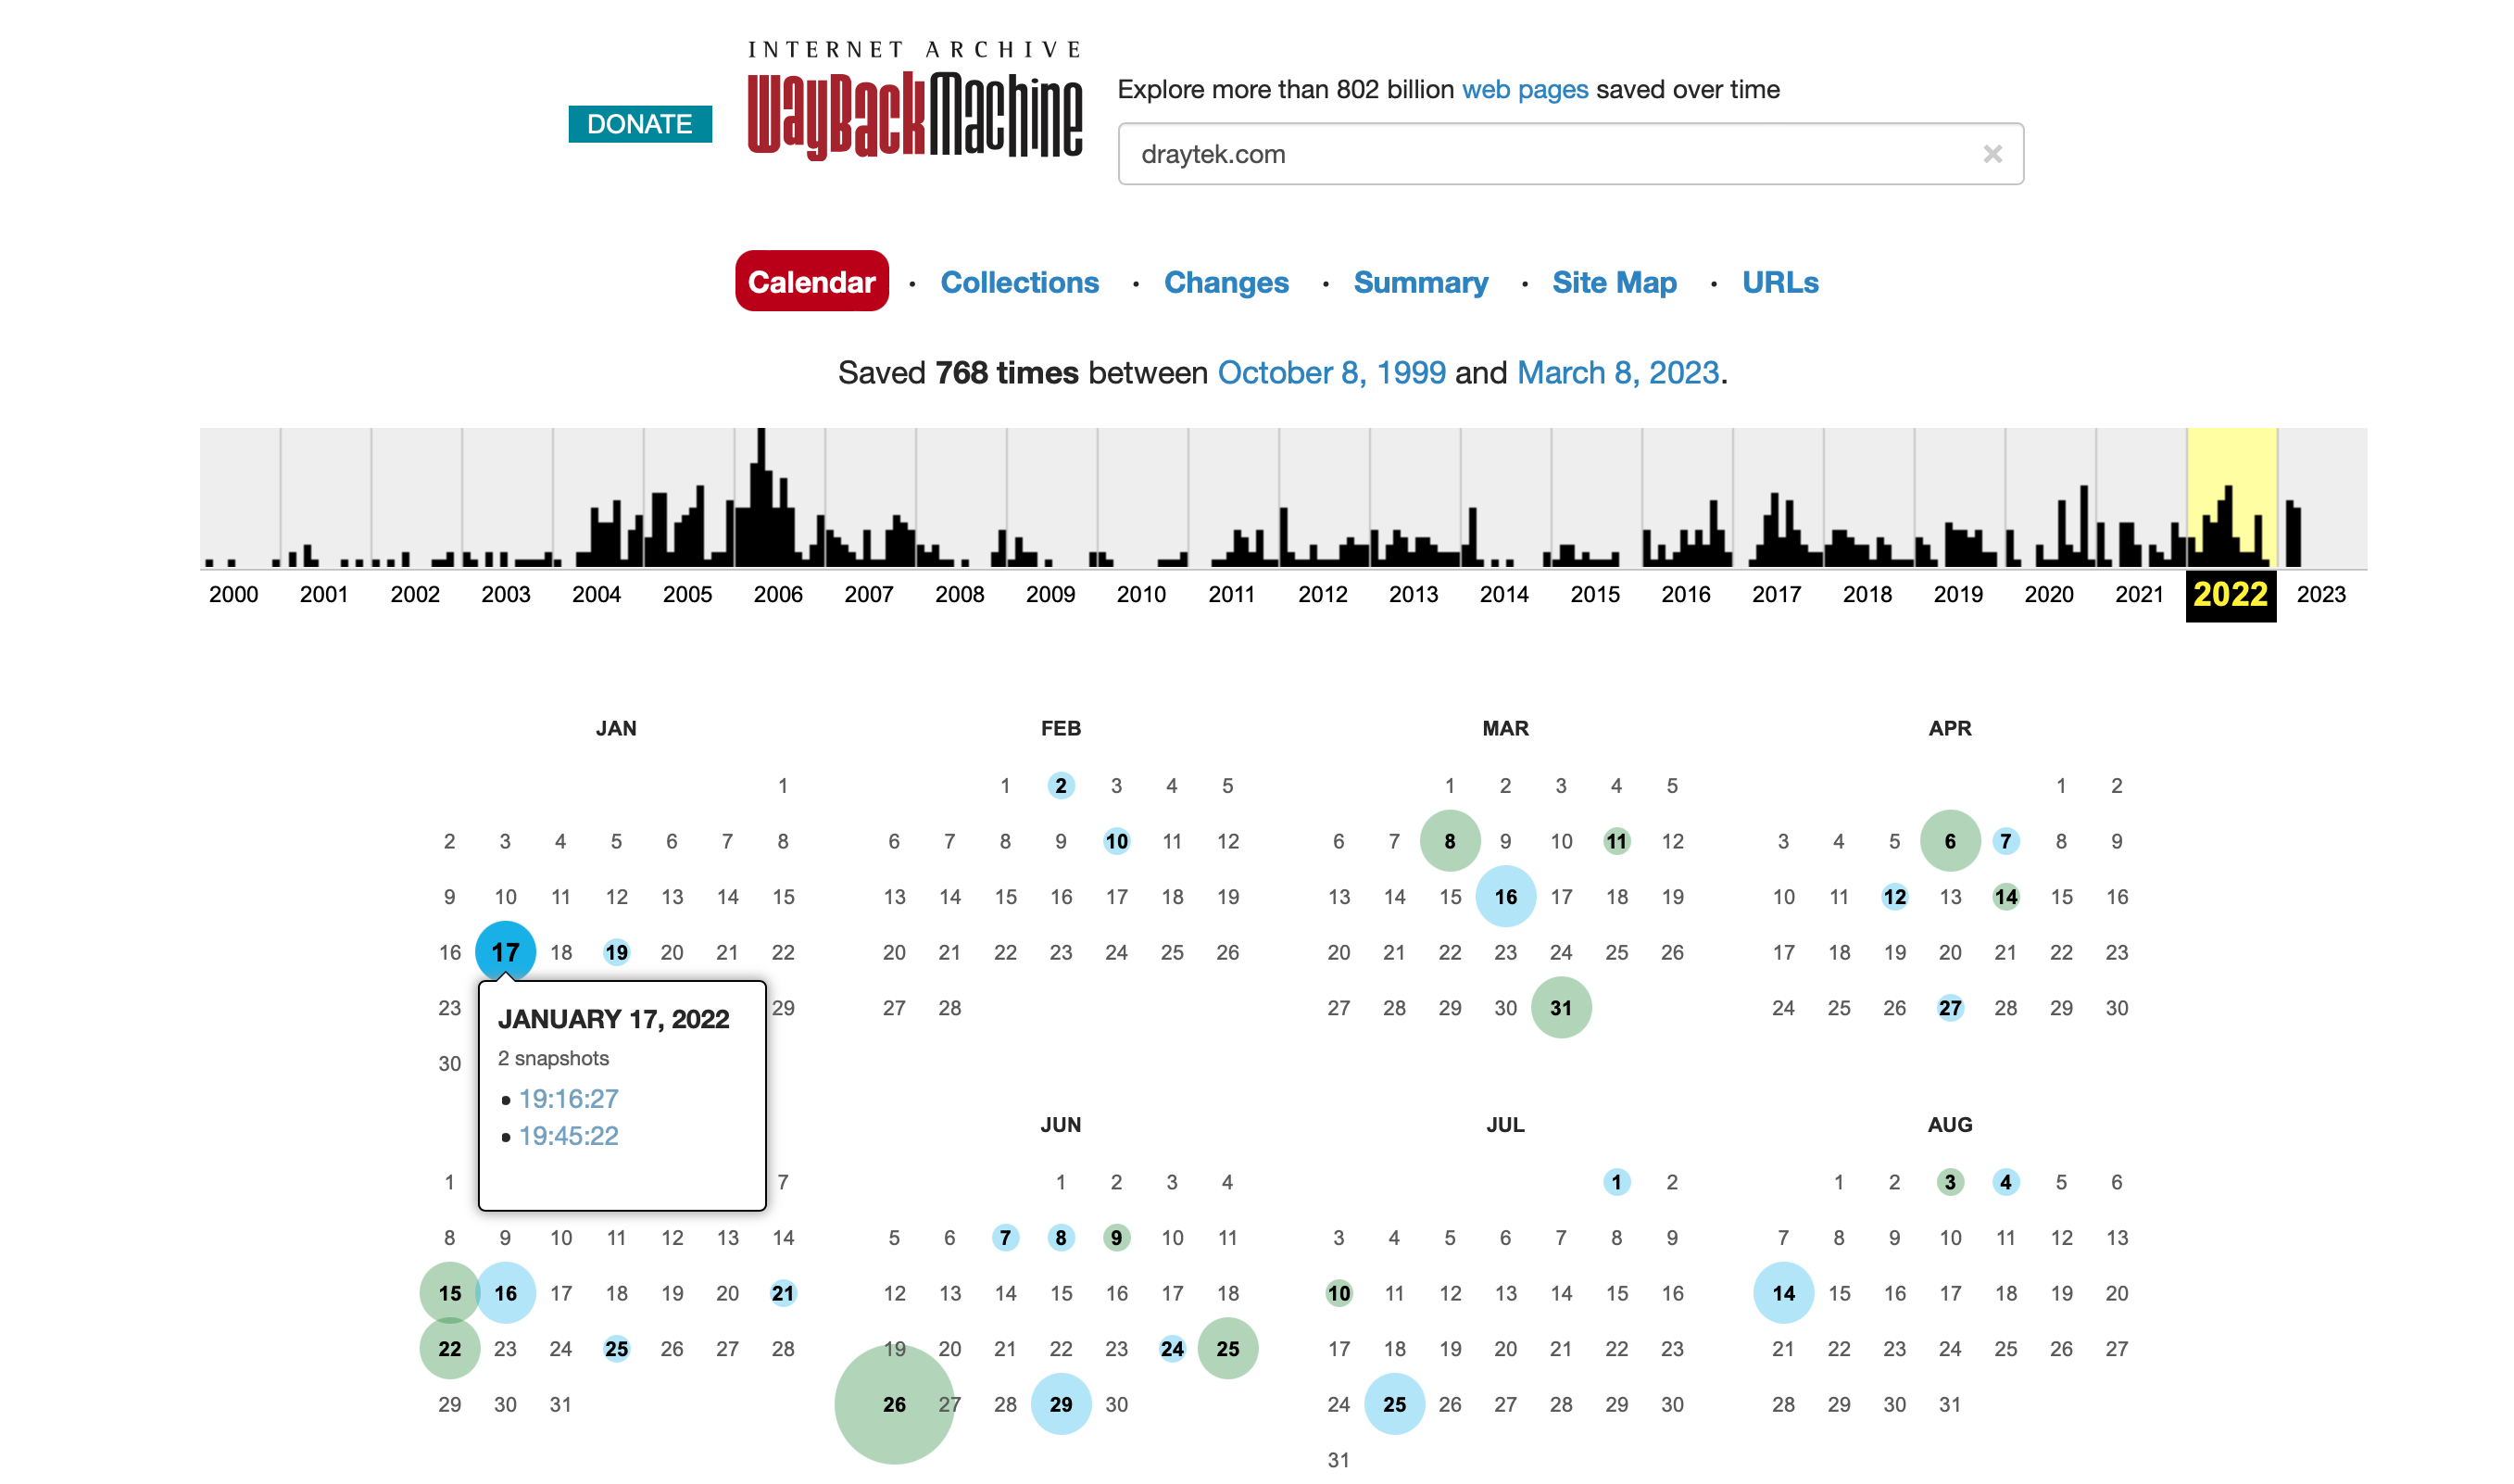 INTERNET ARCHIVE
WayBackMachine
DONATE
Explore more than 802 billion web pages saved over time
draytek.com ×
Calendar · Collections · Changes · Summary · Site Map · URLs
Saved 768 times between October 8, 1999 and March 8, 2023.
2000 2001 2002 2003 2004 2005 2006 2007 2008 2009 2010 2011 2012 2013 2014 2015 2016 2017 2018 2019 2020 2021 2022 2023
JAN
1
2 3 4 5 6 7 8
9 10 11 12 13 14 15
16 17 18 19 20 21 22
23 29
30
JANUARY 17, 2022
2 snapshots
• 19:16:27
• 19:45:22
FEB
1 2 3 4 5
6 7 8 9 10 11 12
13 14 15 16 17 18 19
20 21 22 23 24 25 26
27 28
MAR
1 2 3 4 5
6 7 8 9 10 11 12
13 14 15 16 17 18 19
20 21 22 23 24 25 26
27 28 29 30 31
APR
1 2
3 4 5 6 7 8 9
10 11 12 13 14 15 16
17 18 19 20 21 22 23
24 25 26 27 28 29 30
1 7
8 9 10 11 12 13 14
15 16 17 18 19 20 21
22 23 24 25 26 27 28
29 30 31
JUN
1 2 3 4
5 6 7 8 9 10 11
12 13 14 15 16 17 18
19 20 21 22 23 24 25
26 27 28 29 30
JUL
1 2
3 4 5 6 7 8 9
10 11 12 13 14 15 16
17 18 19 20 21 22 23
24 25 26 27 28 29 30
31
AUG
1 2 3 4 5 6
7 8 9 10 11 12 13
14 15 16 17 18 19 20
21 22 23 24 25 26 27
28 29 30 31